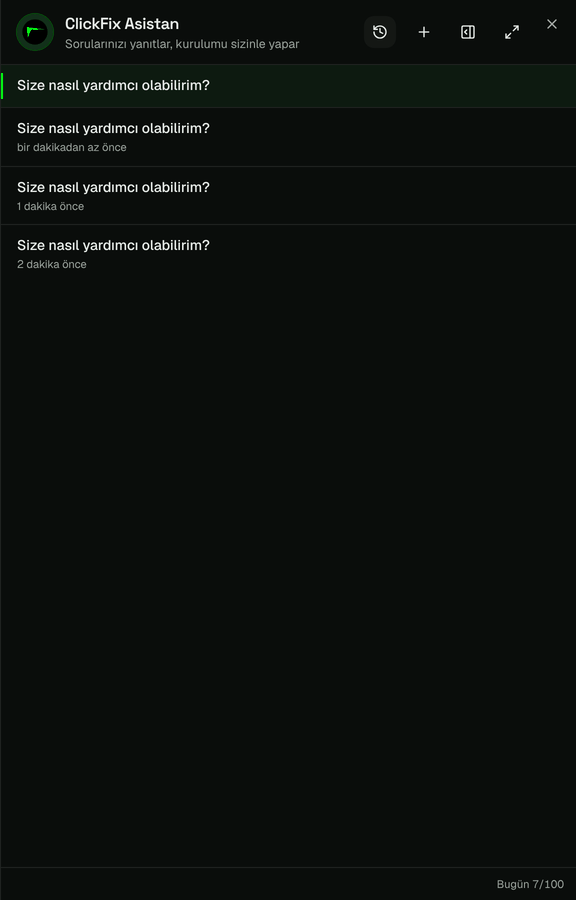 ClickFix Asistan
Sorularınızı yanıtlar, kurulumu sizinle yapar
Size nasıl yardımcı olabilirim?
Size nasıl yardımcı olabilirim?
bir dakikadan az önce
Size nasıl yardımcı olabilirim?
1 dakika önce
Size nasıl yardımcı olabilirim?
2 dakika önce
Bugün 7/100